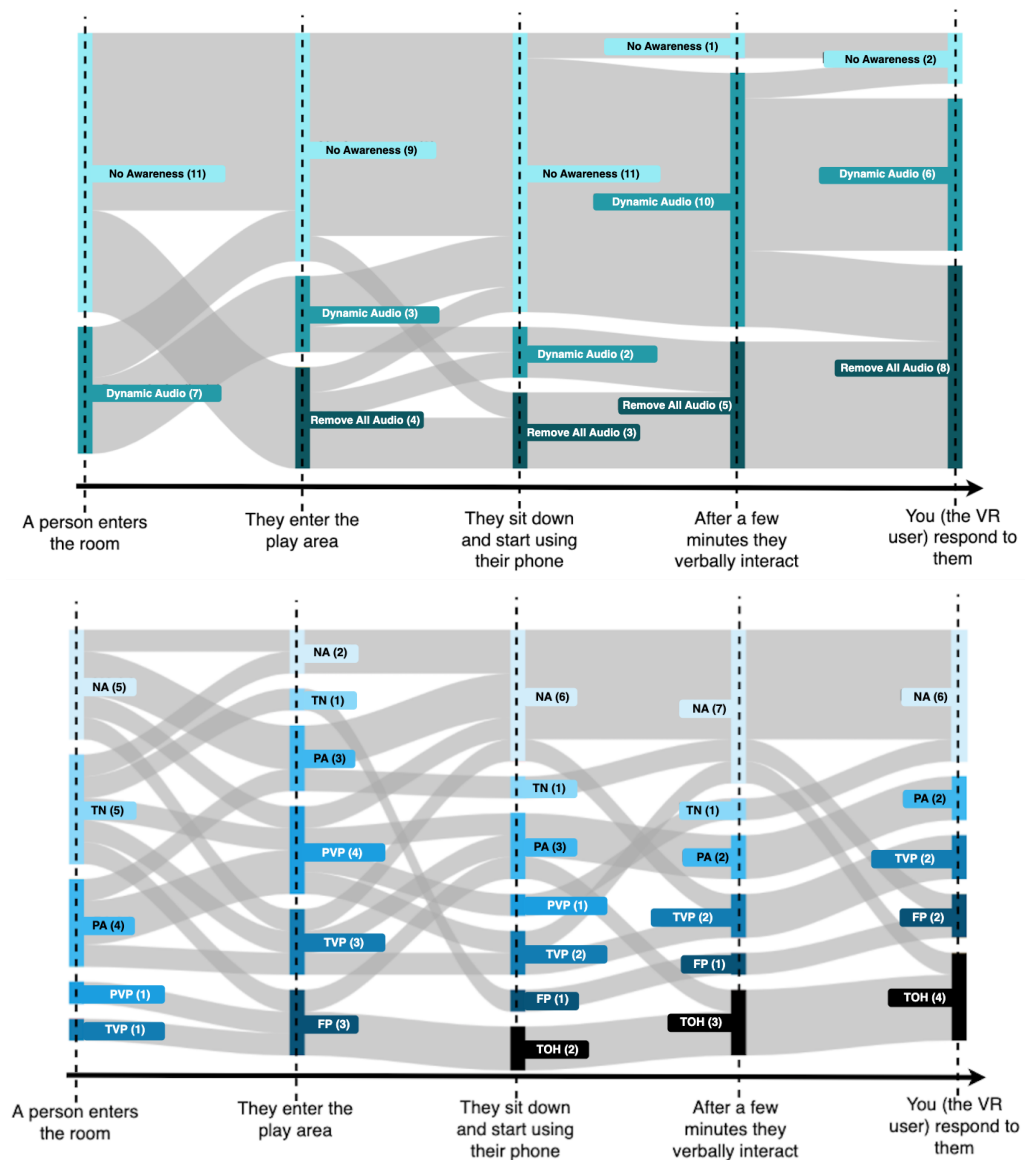 No Awareness (1)
No Awareness (2)
No Awareness (9)
No Awareness (11)
No Awareness (11)
Dynamic Audio (6)
Dynamic Audio (10)
Dynamic Audio (3)
Dynamic Audio (2)
Remove All Audio (8)
Dynamic Audio (7)
Remove All Audio (5)
Remove All Audio (4)
Remove All Audio (3)
A person enters
the room
They enter the
play area
They sit down
and start using
their phone
After a few
minutes they
verbally interact
You (the VR
user) respond to
them
NA (5)
TN (5)
PA (4)
PVP (1)
TVP (1)
NA (2)
TN (1)
PA (3)
PVP (4)
TVP (3)
FP (3)
NA (6)
TN (1)
PA (3)
PVP (1)
TVP (2)
FP (1)
TOH (2)
NA (7)
TN (1)
PA (2)
TVP (2)
FP (1)
TOH (3)
NA (6)
PA (2)
TVP (2)
FP (2)
TOH (4)
A person enters
the room
They enter the
play area
They sit down
and start using
their phone
After a few
minutes they
verbally interact
You (the VR
user) respond to
them